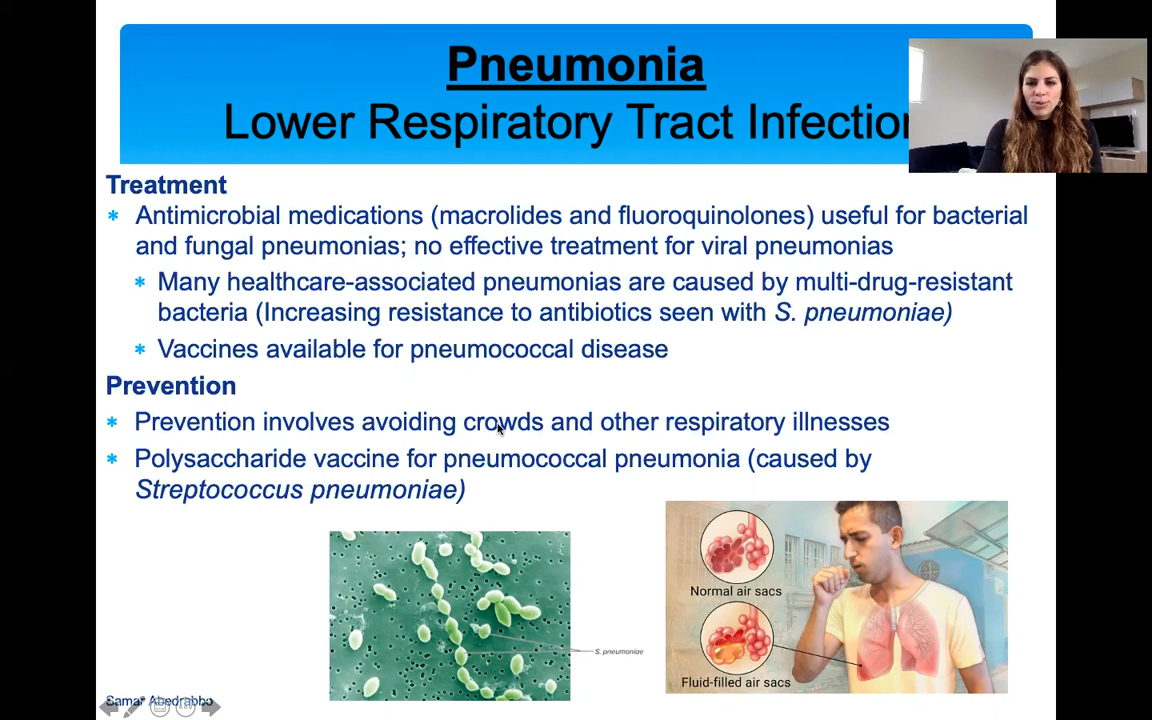 Pneumonia
Lower Respiratory Tract Infection
Treatment
* Antimicrobial medications (macrolides and fluoroquinolones) useful for bacterial
and fungal pneumonias; no effective treatment for viral pneumonias
* Many healthcare-associated pneumonias are caused by multi-drug-resistant
bacteria (Increasing resistance to antibiotics seen with S. pneumoniae)
* Vaccines available for pneumococcal disease
Prevention
* Prevention involves avoiding crowds and other respiratory illnesses
* Polysaccharide vaccine for pneumococcal pneumonia (caused by
Streptococcus pneumoniae)
Normal air sacs
S. pneumoniae
Fluid-filled air sacs
Samar Abedrabbo